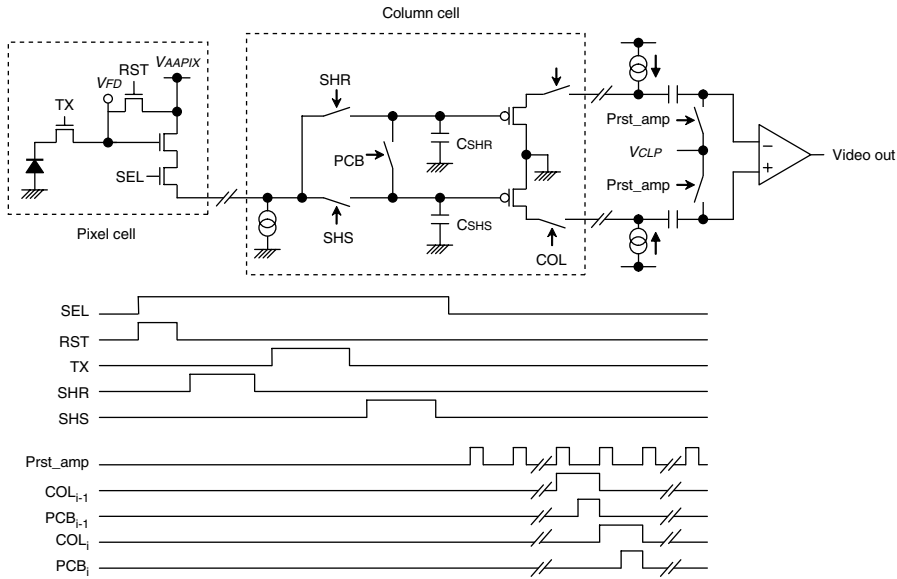 Column cell
VAAPIX
VFD
RST
TX
SEL
Pixel cell
SHR
PCB
CSHR
SHS
CSHS
COL
Prst_amp
VCLP
Prst_amp
−
+
Video out
SEL
RST
TX
SHR
SHS
Prst_amp
COLi-1
PCBi-1
COLi
PCBi